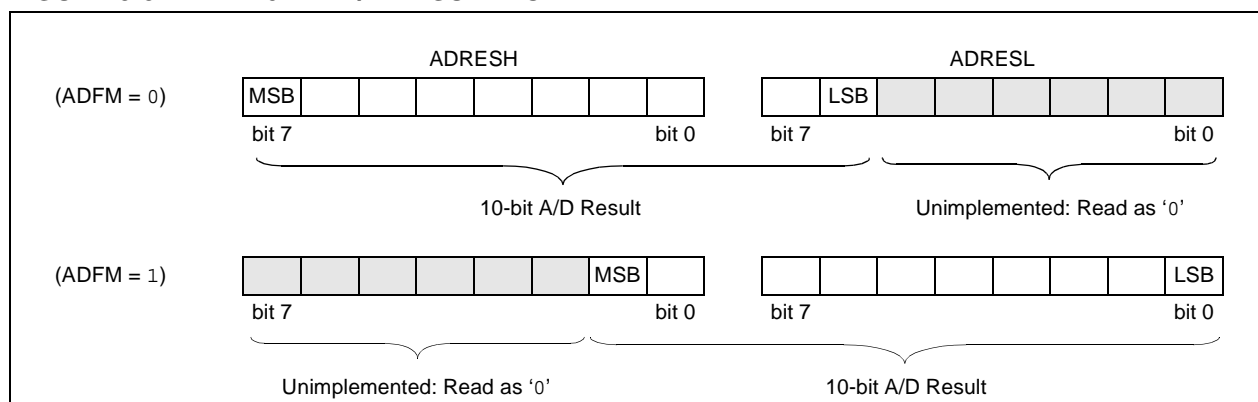 ADRESH ADRESL
(ADFM = 0) MSB LSB
bit 7 bit 0 bit 7 bit 0
10-bit A/D Result Unimplemented: Read as ‘0’
(ADFM = 1) MSB LSB
bit 7 bit 0 bit 7 bit 0
Unimplemented: Read as ‘0’ 10-bit A/D Result